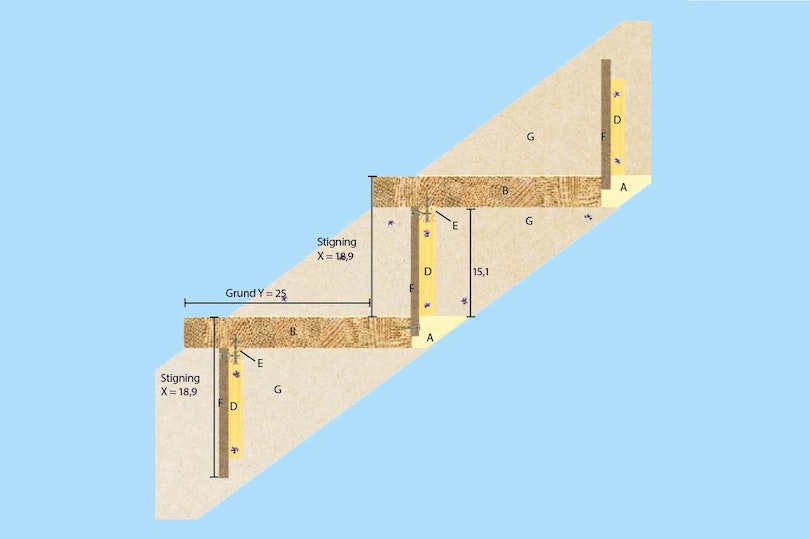 D
G
F
B
A
G
E
Stigning
X = 18,9
D
15,1
F
Grund Y = 25
B
A
E
Stigning
X = 18,9
G
F
D